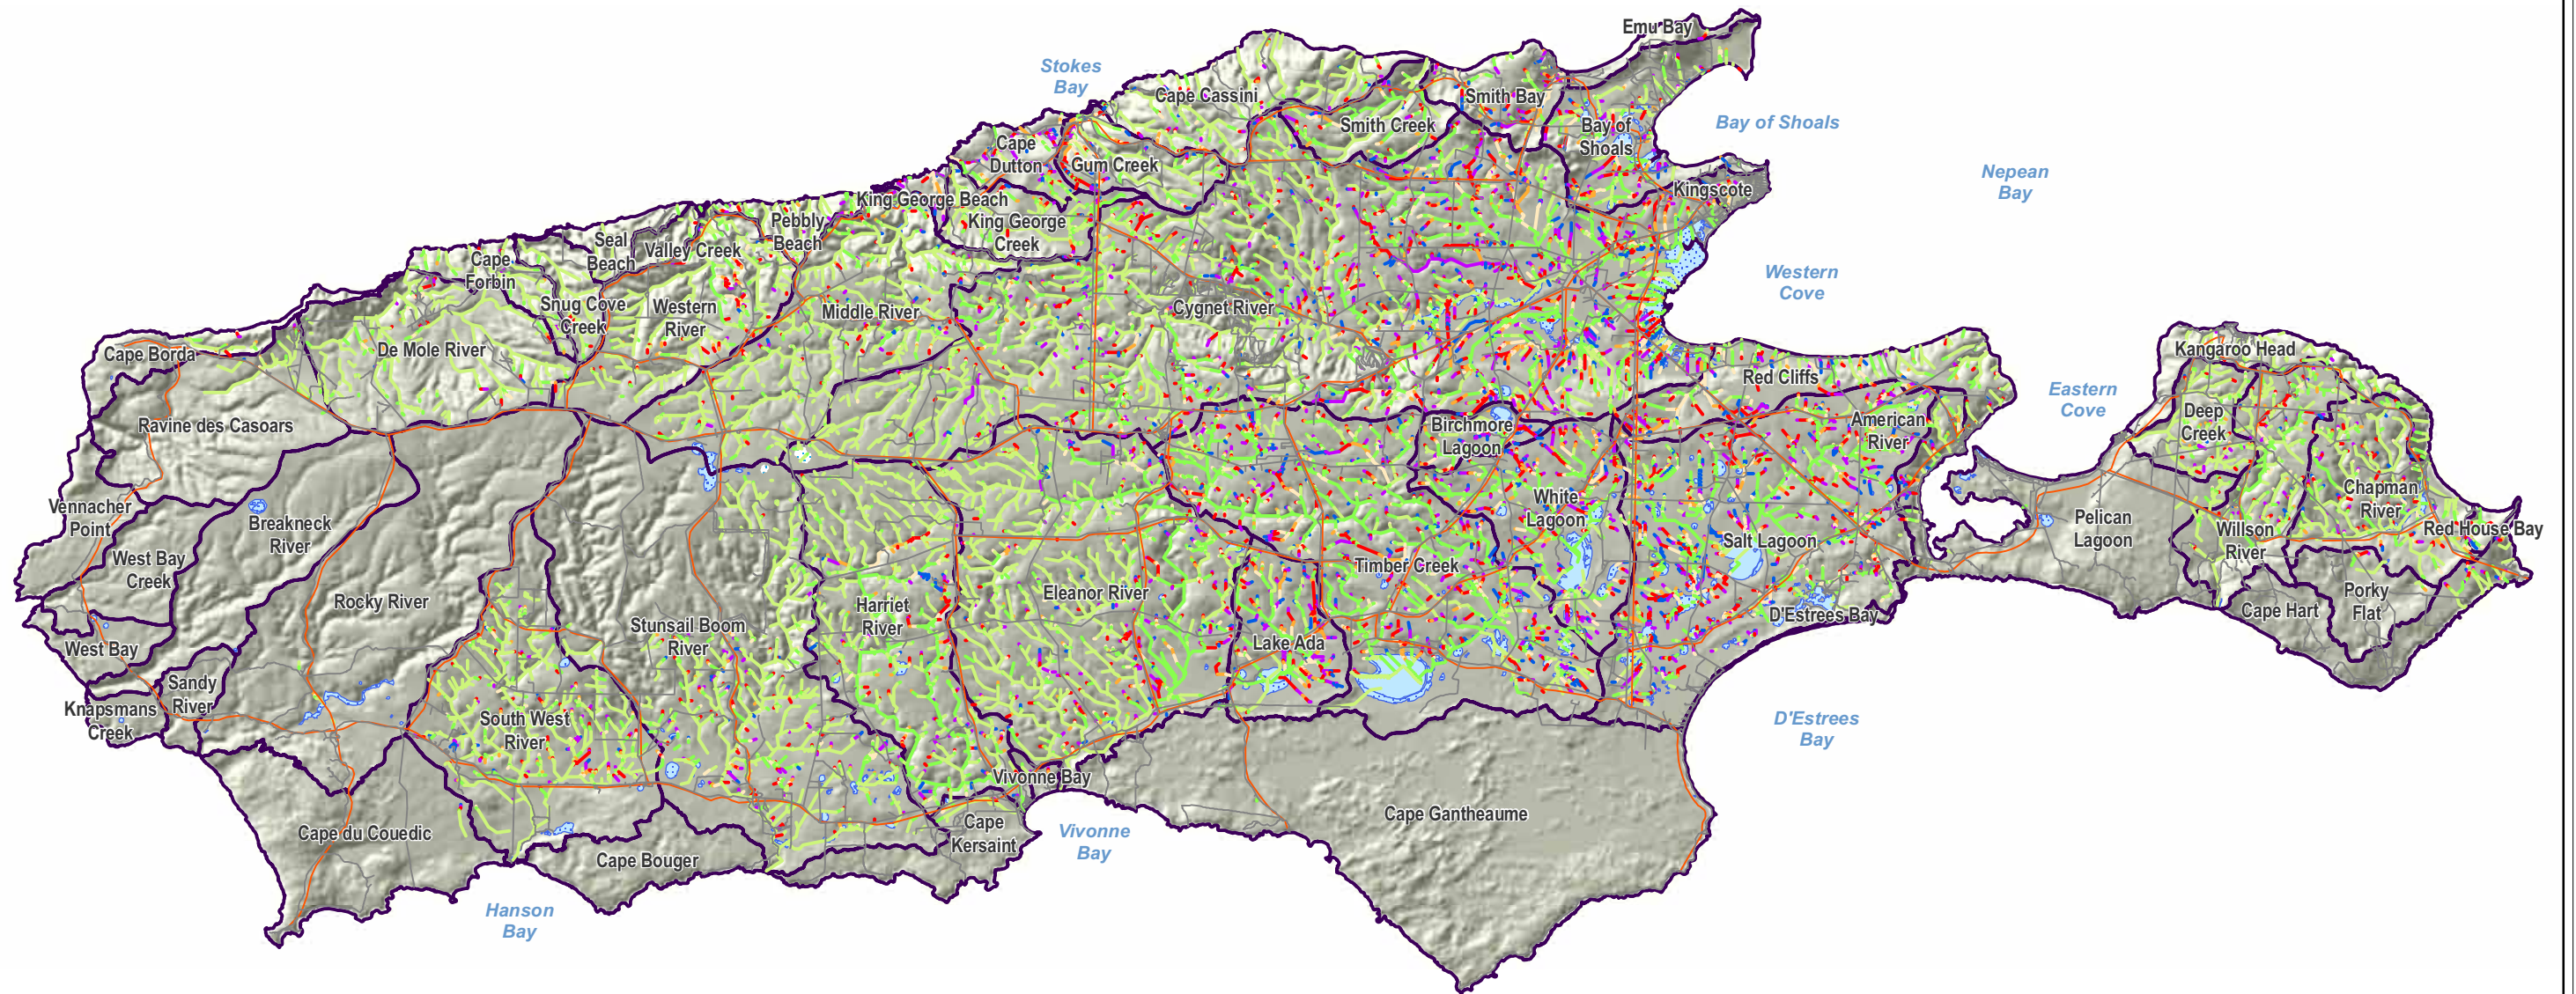 Emu Bay
Stokes
Bay
Cape Cassini
Smith Bay
Smith Creek
Bay of
Shoals
Bay of Shoals
Cape
Dutton
Gum Creek
Nepean
Bay
Kingscote
King George Beach
King George
Creek
Pebbly
Beach
Seal
Beach
Valley Creek
Cape
Forbin
Western
Cove
Snug Cove
Creek
Western
River
Middle River
Cygnet River
Cape Borda
De Mole River
Kangaroo Head
Red Cliffs
Eastern
Cove
Ravine des Casoars
Birchmore
Lagoon
American
River
Deep
Creek
Vennacher
Point
Breakneck
River
White
Lagoon
Chapman
River
Pelican
Lagoon
Willson
River
Red House Bay
Salt Lagoon
West Bay
Creek
Timber Creek
Rocky River
Harriet
River
Eleanor River
Stunsail Boom
River
D'Estrees Bay
Cape Hart
Porky
Flat
West Bay
Lake Ada
Sandy
River
Knapsmans
Creek
South West
River
D'Estrees
Bay
Vivonne Bay
Cape Gantheaume
Cape du Couedic
Cape
Kersaint
Vivonne
Bay
Cape Bouger
Hanson
Bay